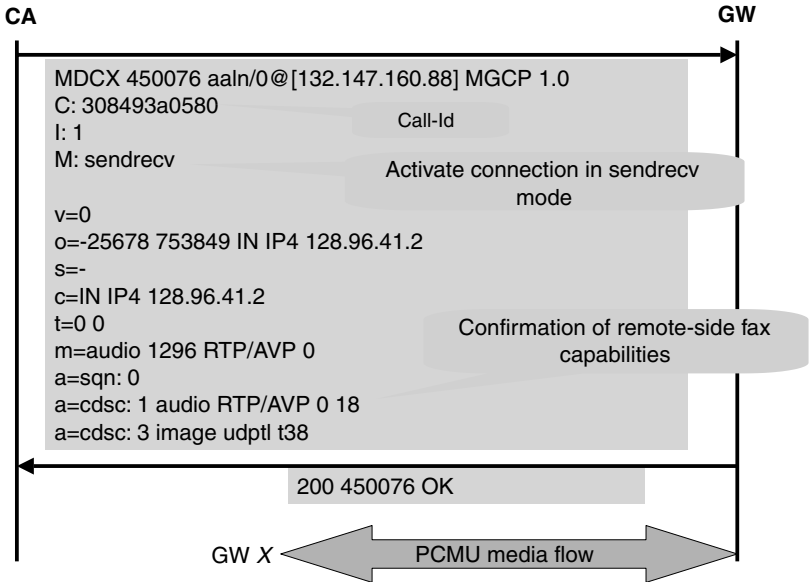 CA
GW
MDCX 450076 aaln/0@[132.147.160.88] MGCP 1.0
C: 308493a0580
Call-Id
I: 1
M: sendrecv
Activate connection in sendrecv
mode
v=0
o=-25678 753849 IN IP4 128.96.41.2
s=-
c=IN IP4 128.96.41.2
t=0 0
Confirmation of remote-side fax
capabilities
m=audio 1296 RTP/AVP 0
a=sqn: 0
a=cdsc: 1 audio RTP/AVP 0 18
a=cdsc: 3 image udptl t38
200 450076 OK
GW X
PCMU media flow